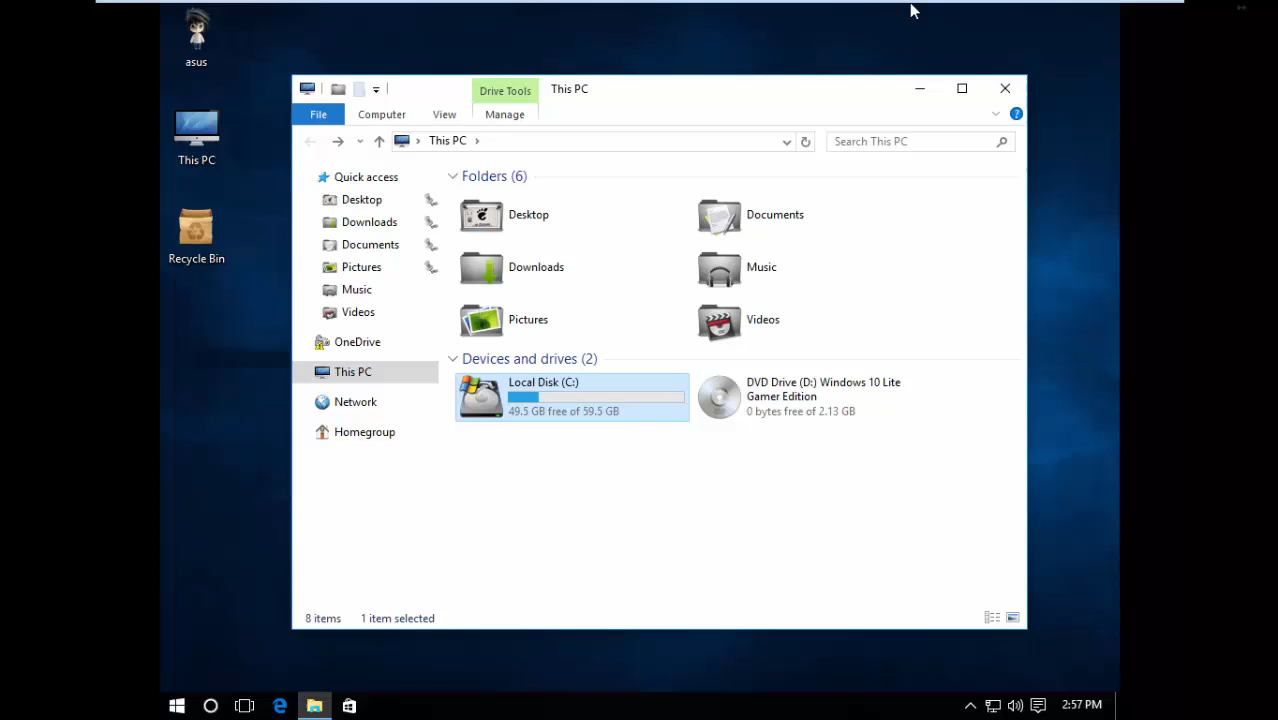 asus
This PC
Recycle Bin
Drive Tools
This PC
File
Computer
View
Manage
This PC
Search This PC
Quick access
Desktop
Downloads
Documents
Pictures
Music
Videos
OneDrive
This PC
Network
Homegroup
Folders (6)
Desktop
Documents
Downloads
Music
Pictures
Videos
Devices and drives (2)
Local Disk (C:)
49.5 GB free of 59.5 GB
DVD Drive (D:) Windows 10 Lite
Gamer Edition
0 bytes free of 2.13 GB
8 items
1 item selected
2:57 PM